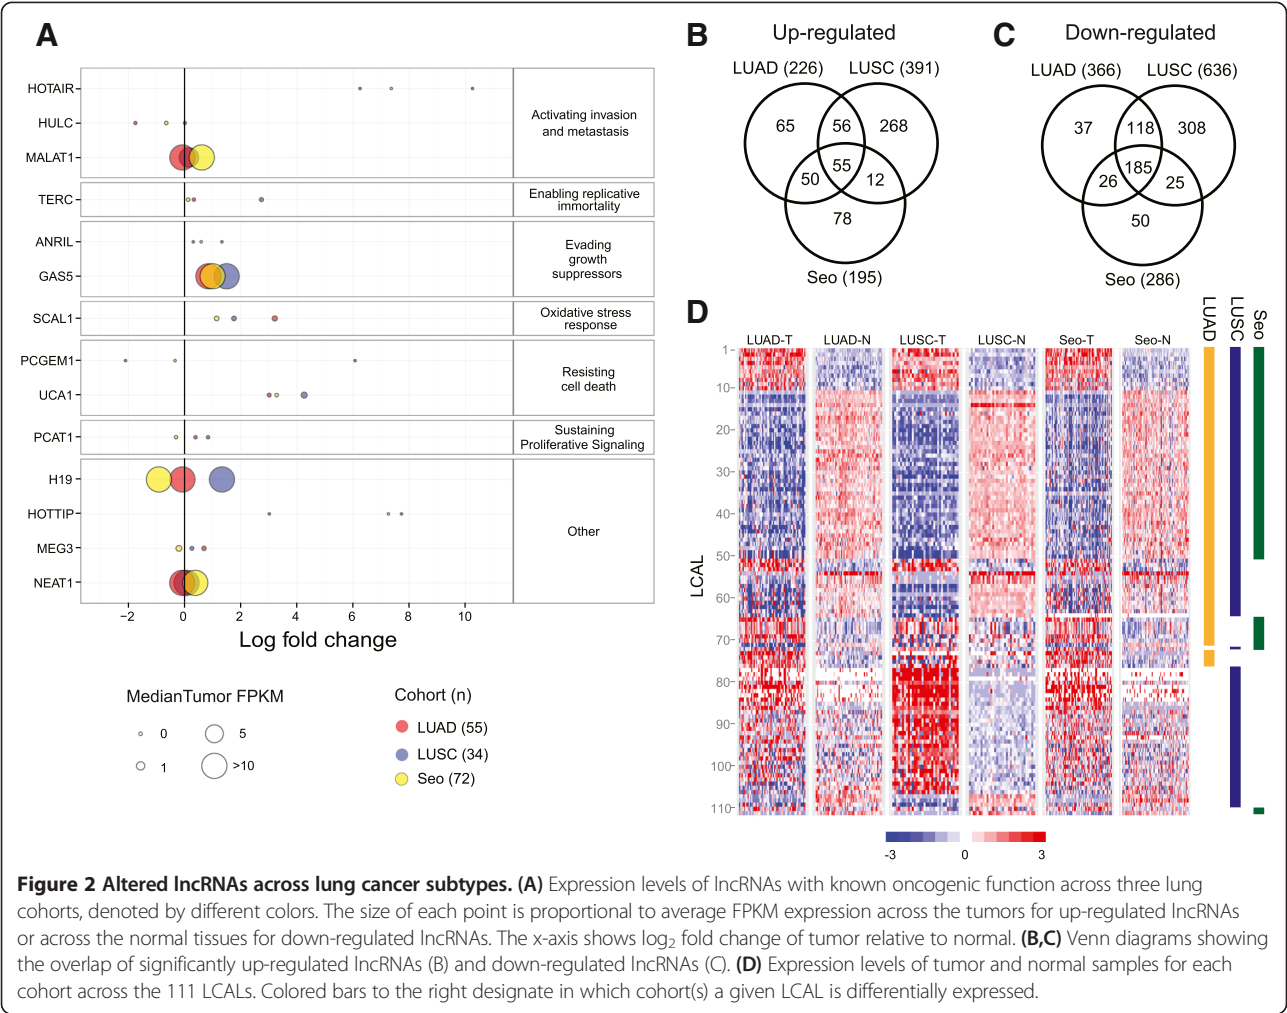 A
HOTAIR
HULC
MALAT1
Activating invasion
and metastasis
TERC
Enabling replicative
immortality
ANRIL
GAS5
Evading
growth
suppressors
SCAL1
Oxidative stress
response
PCGEM1
UCA1
Resisting
cell death
PCAT1
Sustaining
Proliferative Signaling
H19
HOTTIP
MEG3
NEAT1
Other
−2 0 2 4 6 8 10
Log fold change
MedianTumor FPKM
0 5
1 >10
Cohort (n)
LUAD (55)
LUSC (34)
Seo (72)
B
Up-regulated
LUAD (226) LUSC (391)
65 56 268
55
50 12
78
Seo (195)
C
Down-regulated
LUAD (366) LUSC (636)
37 118 308
185
26 25
50
Seo (286)
D
LUAD-T LUAD-N LUSC-T LUSC-N Seo-T Seo-N
LUAD
LUSC
Seo
LCAL
1
10
20
30
40
50
60
70
80
90
100
110
-3 0 3
Figure 2 Altered lncRNAs across lung cancer subtypes. (A) Expression levels of lncRNAs with known oncogenic function across three lung
cohorts, denoted by different colors. The size of each point is proportional to average FPKM expression across the tumors for up-regulated lncRNAs
or across the normal tissues for down-regulated lncRNAs. The x-axis shows log₂ fold change of tumor relative to normal. (B,C) Venn diagrams showing
the overlap of significantly up-regulated lncRNAs (B) and down-regulated lncRNAs (C). (D) Expression levels of tumor and normal samples for each
cohort across the 111 LCALs. Colored bars to the right designate in which cohort(s) a given LCAL is differentially expressed.